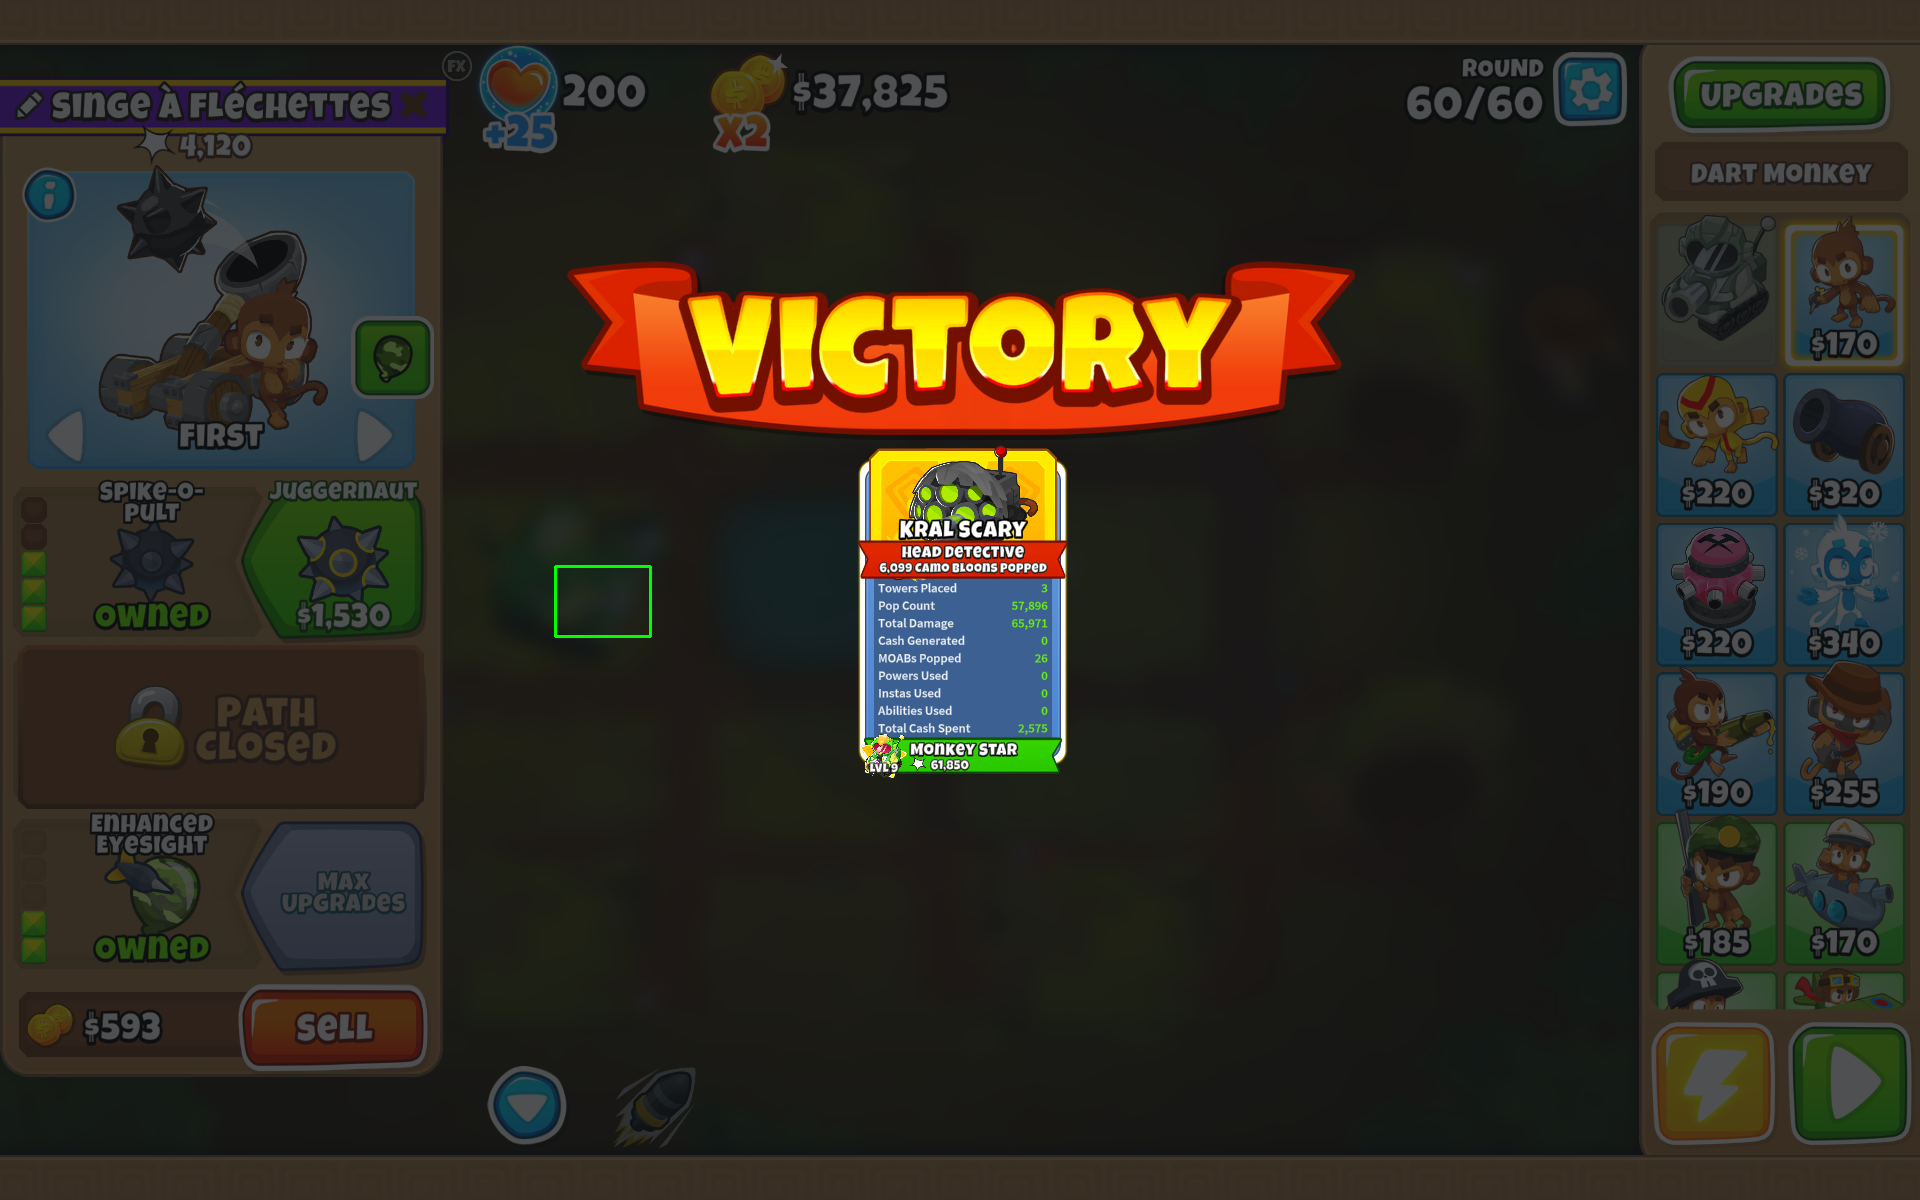 FX
200
+25
$37,825
X2
ROUND
60/60
UPGRADES
SINGE À FLÉCHETTES
4,120
FIRST
SPIKE-O-
PULT
OWNED
JUGGERNAUT
$1,530
PATH
CLOSED
ENHANCED
EYESIGHT
OWNED
MAX
UPGRADES
$593
SELL
VICTORY
KRAL SCARY
HEAD DETECTIVE
6,099 CAMO BLOONS POPPED
Towers Placed 3
Pop Count 57,896
Total Damage 65,971
Cash Generated 0
MOABs Popped 26
Powers Used 0
Instas Used 0
Abilities Used 0
Total Cash Spent 2,575
LVL 9
MONKEY STAR
61,850
DART MONKEY
$170
$220
$320
$220
$340
$190
$255
$185
$170